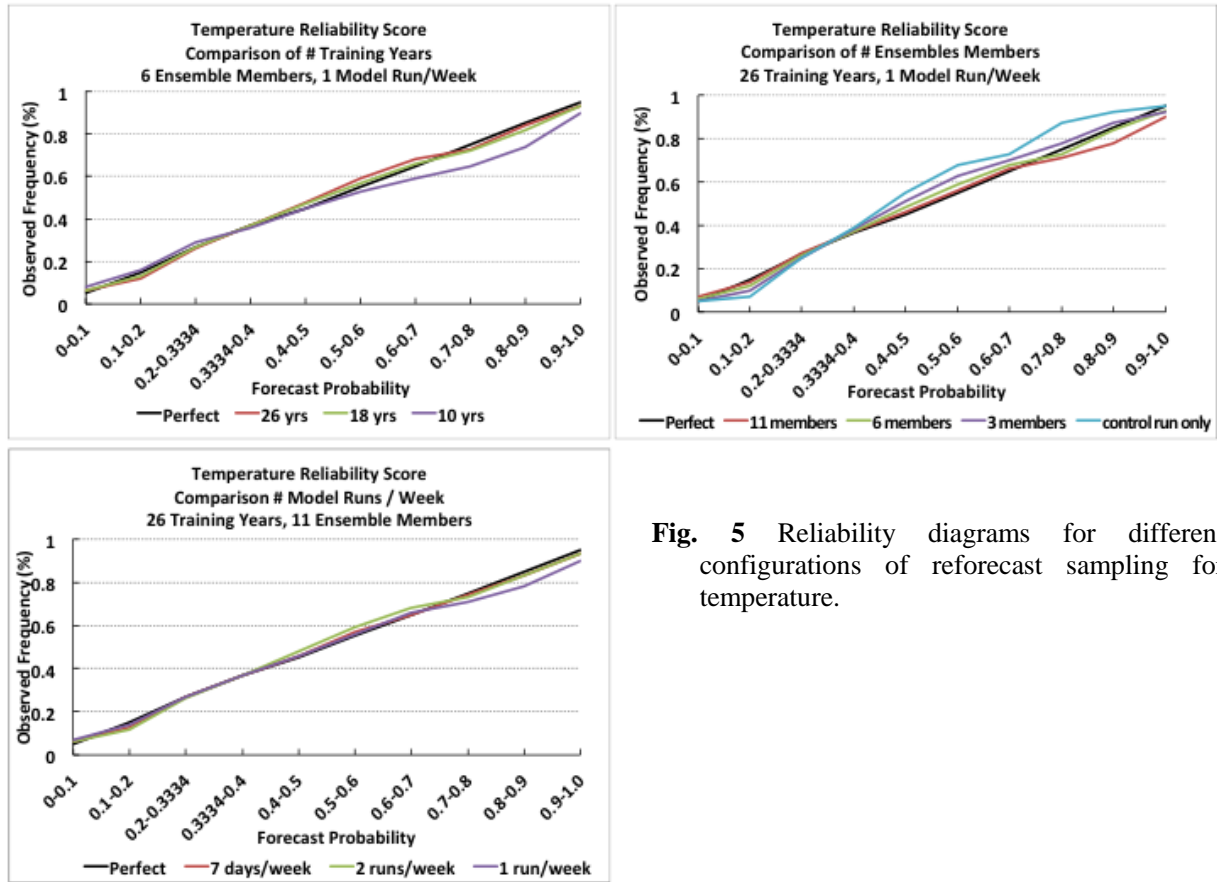 Temperature Reliability Score
Comparison of # Training Years
6 Ensemble Members, 1 Model Run/Week
Observed Frequency (%)
1
0.8
0.6
0.4
0.2
0
0-0.1
0.1-0.2
0.2-0.3334
0.3334-0.4
0.4-0.5
0.5-0.6
0.6-0.7
0.7-0.8
0.8-0.9
0.9-1.0
Forecast Probability
Perfect 26 yrs 18 yrs 10 yrs
Temperature Reliability Score
Comparison of # Ensembles Members
26 Training Years, 1 Model Run/Week
Observed Frequency (%)
1
0.8
0.6
0.4
0.2
0
0-0.1
0.1-0.2
0.2-0.3334
0.3334-0.4
0.4-0.5
0.5-0.6
0.6-0.7
0.7-0.8
0.8-0.9
0.9-1.0
Forecast Probability
Perfect 11 members 6 members 3 members control run only
Temperature Reliability Score
Comparison # Model Runs / Week
26 Training Years, 11 Ensemble Members
Observed Frequency (%)
1
0.8
0.6
0.4
0.2
0
0-0.1
0.1-0.2
0.2-0.3334
0.3334-0.4
0.4-0.5
0.5-0.6
0.6-0.7
0.7-0.8
0.8-0.9
0.9-1.0
Forecast Probability
Perfect 7 days/week 2 runs/week 1 run/week
Fig. 5 Reliability diagrams for differen
configurations of reforecast sampling fo
temperature.